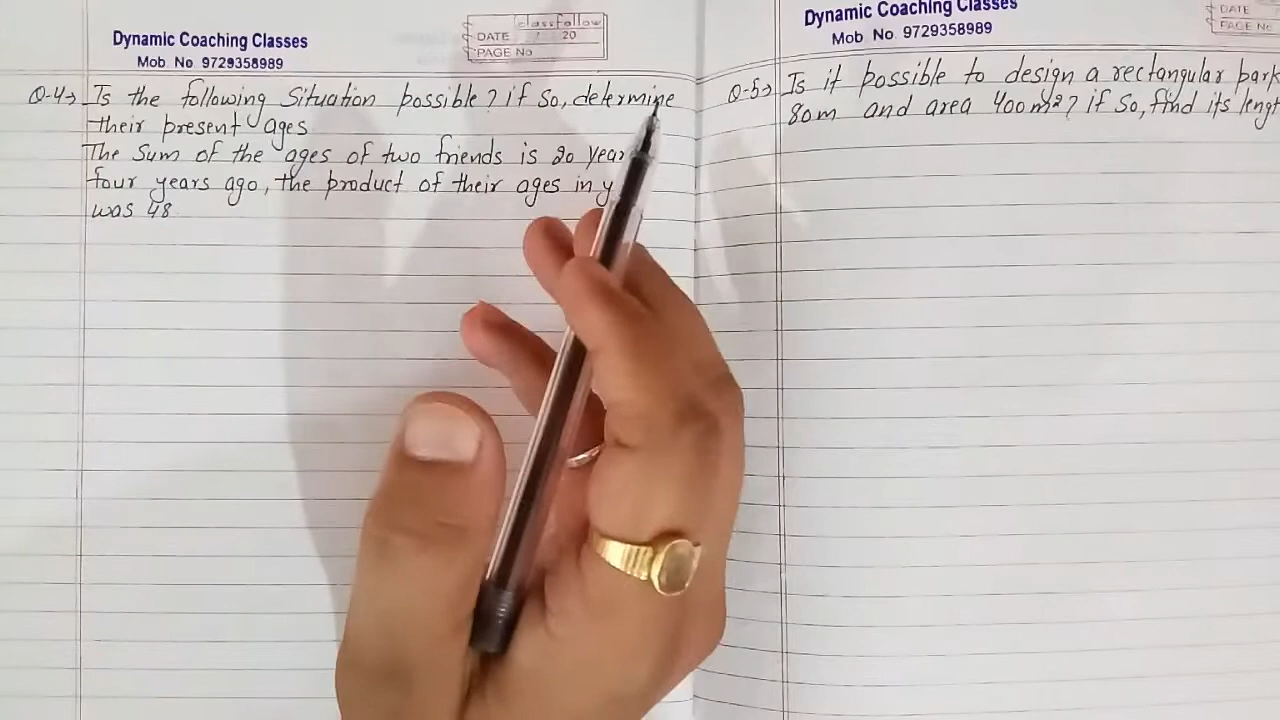 Dynamic Coaching Classes
Mob No 9729358989
classfollow
DATE / 20
PAGE No
Q-4→ Is the following Situation possible? if so, determine
their present ages
The Sum of the ages of two friends is 20
four years ago, the product of their ages in
was 48
Dynamic Coaching Classes
Mob No 9729358989
DATE
PAGE No
Q-5→ Is it possible to design a rectangular park
80m and area 400m²? if so, find its